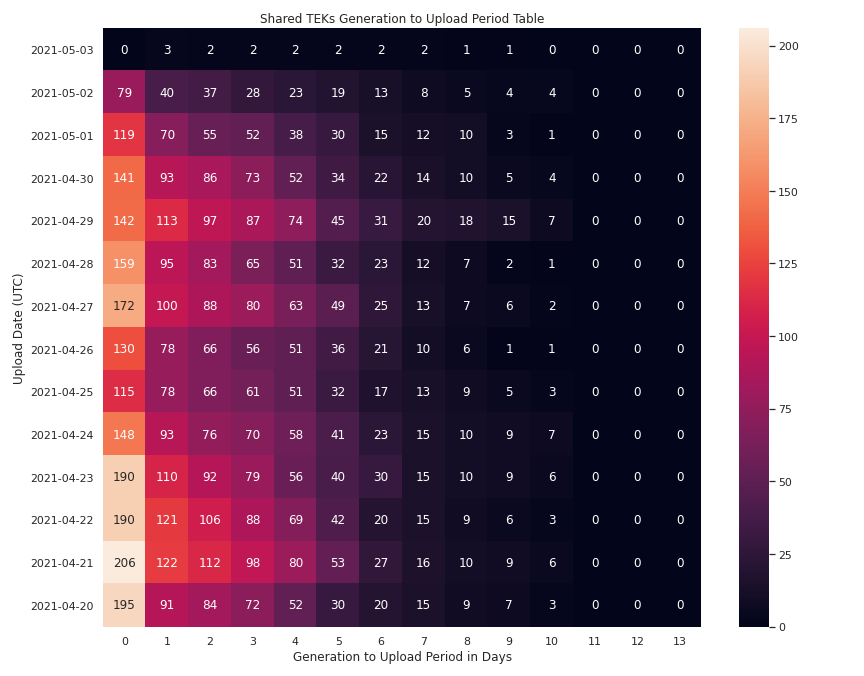 Shared TEKs Generation to Upload Period Table
Upload Date (UTC)
2021-05-03 0 3 2 2 2 2 2 2 1 1 0 0 0 0
2021-05-02 79 40 37 28 23 19 13 8 5 4 4 0 0 0
2021-05-01 119 70 55 52 38 30 15 12 10 3 1 0 0 0
2021-04-30 141 93 86 73 52 34 22 14 10 5 4 0 0 0
2021-04-29 142 113 97 87 74 45 31 20 18 15 7 0 0 0
2021-04-28 159 95 83 65 51 32 23 12 7 2 1 0 0 0
2021-04-27 172 100 88 80 63 49 25 13 7 6 2 0 0 0
2021-04-26 130 78 66 56 51 36 21 10 6 1 1 0 0 0
2021-04-25 115 78 66 61 51 32 17 13 9 5 3 0 0 0
2021-04-24 148 93 76 70 58 41 23 15 10 9 7 0 0 0
2021-04-23 190 110 92 79 56 40 30 15 10 9 6 0 0 0
2021-04-22 190 121 106 88 69 42 20 15 9 6 3 0 0 0
2021-04-21 206 122 112 98 80 53 27 16 10 9 6 0 0 0
2021-04-20 195 91 84 72 52 30 20 15 9 7 3 0 0 0
0 1 2 3 4 5 6 7 8 9 10 11 12 13
Generation to Upload Period in Days
200
175
150
125
100
75
50
25
0